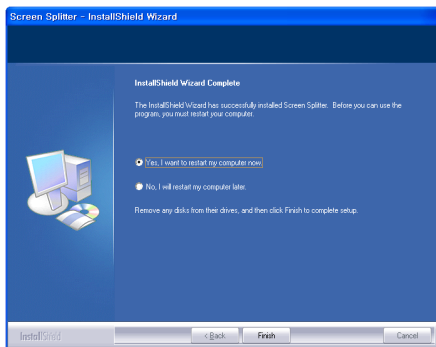 Screen Splitter - InstallShield Wizard
InstallShield Wizard Complete
The InstallShield Wizard has successfully installed Screen Splitter. Before you can use the
program, you must restart your computer.
Yes, I want to restart my computer now.
No, I will restart my computer later.
Remove any disks from their drives, and then click Finish to complete setup.
InstallShield
< Back
Finish
Cancel